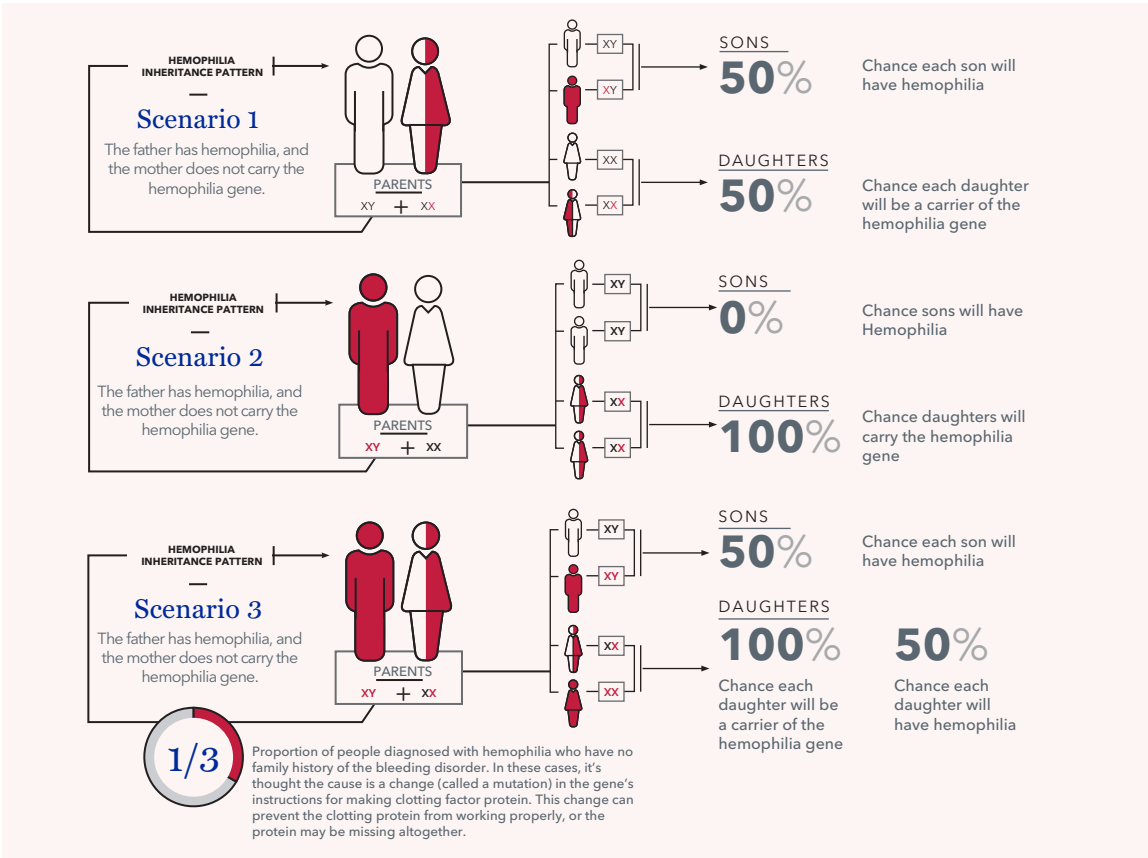 HEMOPHILIA
INHERITANCE PATTERN
Scenario 1
The father has hemophilia, and
the mother does not carry the
hemophilia gene.
PARENTS
XY + XX
XY
XY
XX
XX
SONS
50%
Chance each son will
have hemophilia
DAUGHTERS
50%
Chance each daughter
will be a carrier of the
hemophilia gene
HEMOPHILIA
INHERITANCE PATTERN
Scenario 2
The father has hemophilia, and
the mother does not carry the
hemophilia gene.
PARENTS
XY + XX
XY
XY
XX
XX
SONS
0%
Chance sons will have
Hemophilia
DAUGHTERS
100%
Chance daughters will
carry the hemophilia
gene
HEMOPHILIA
INHERITANCE PATTERN
Scenario 3
The father has hemophilia, and
the mother does not carry the
hemophilia gene.
PARENTS
XY + XX
XY
XY
XX
XX
SONS
50%
Chance each son will
have hemophilia
DAUGHTERS
100%
Chance each
daughter will be
a carrier of the
hemophilia gene
50%
Chance each
daughter will
have hemophilia
1/3
Proportion of people diagnosed with hemophilia who have no
family history of the bleeding disorder. In these cases, it's
thought the cause is a change (called a mutation) in the gene's
instructions for making clotting factor protein. This change can
prevent the clotting protein from working properly, or the
protein may be missing altogether.